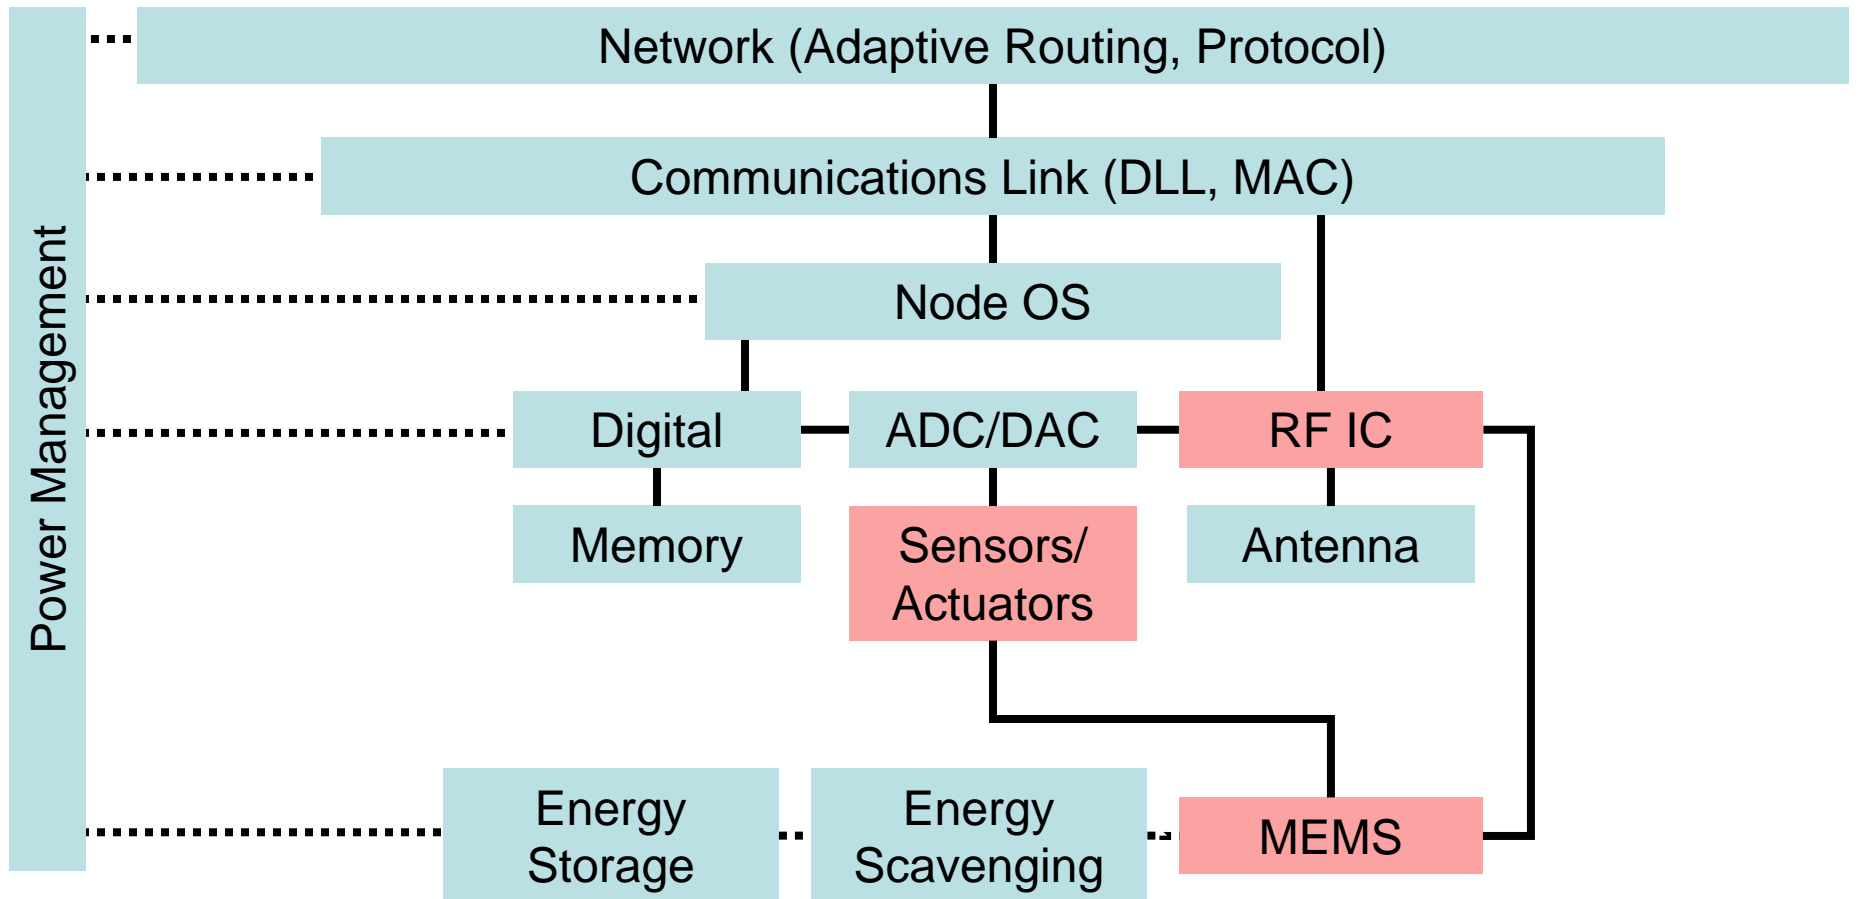 Network (Adaptive Routing, Protocol)
Communications Link (DLL, MAC)
Power Management
Node OS
Digital
ADC/DAC
RF IC
Memory
Sensors/
Actuators
Antenna
Energy
Storage
Energy
Scavenging
MEMS